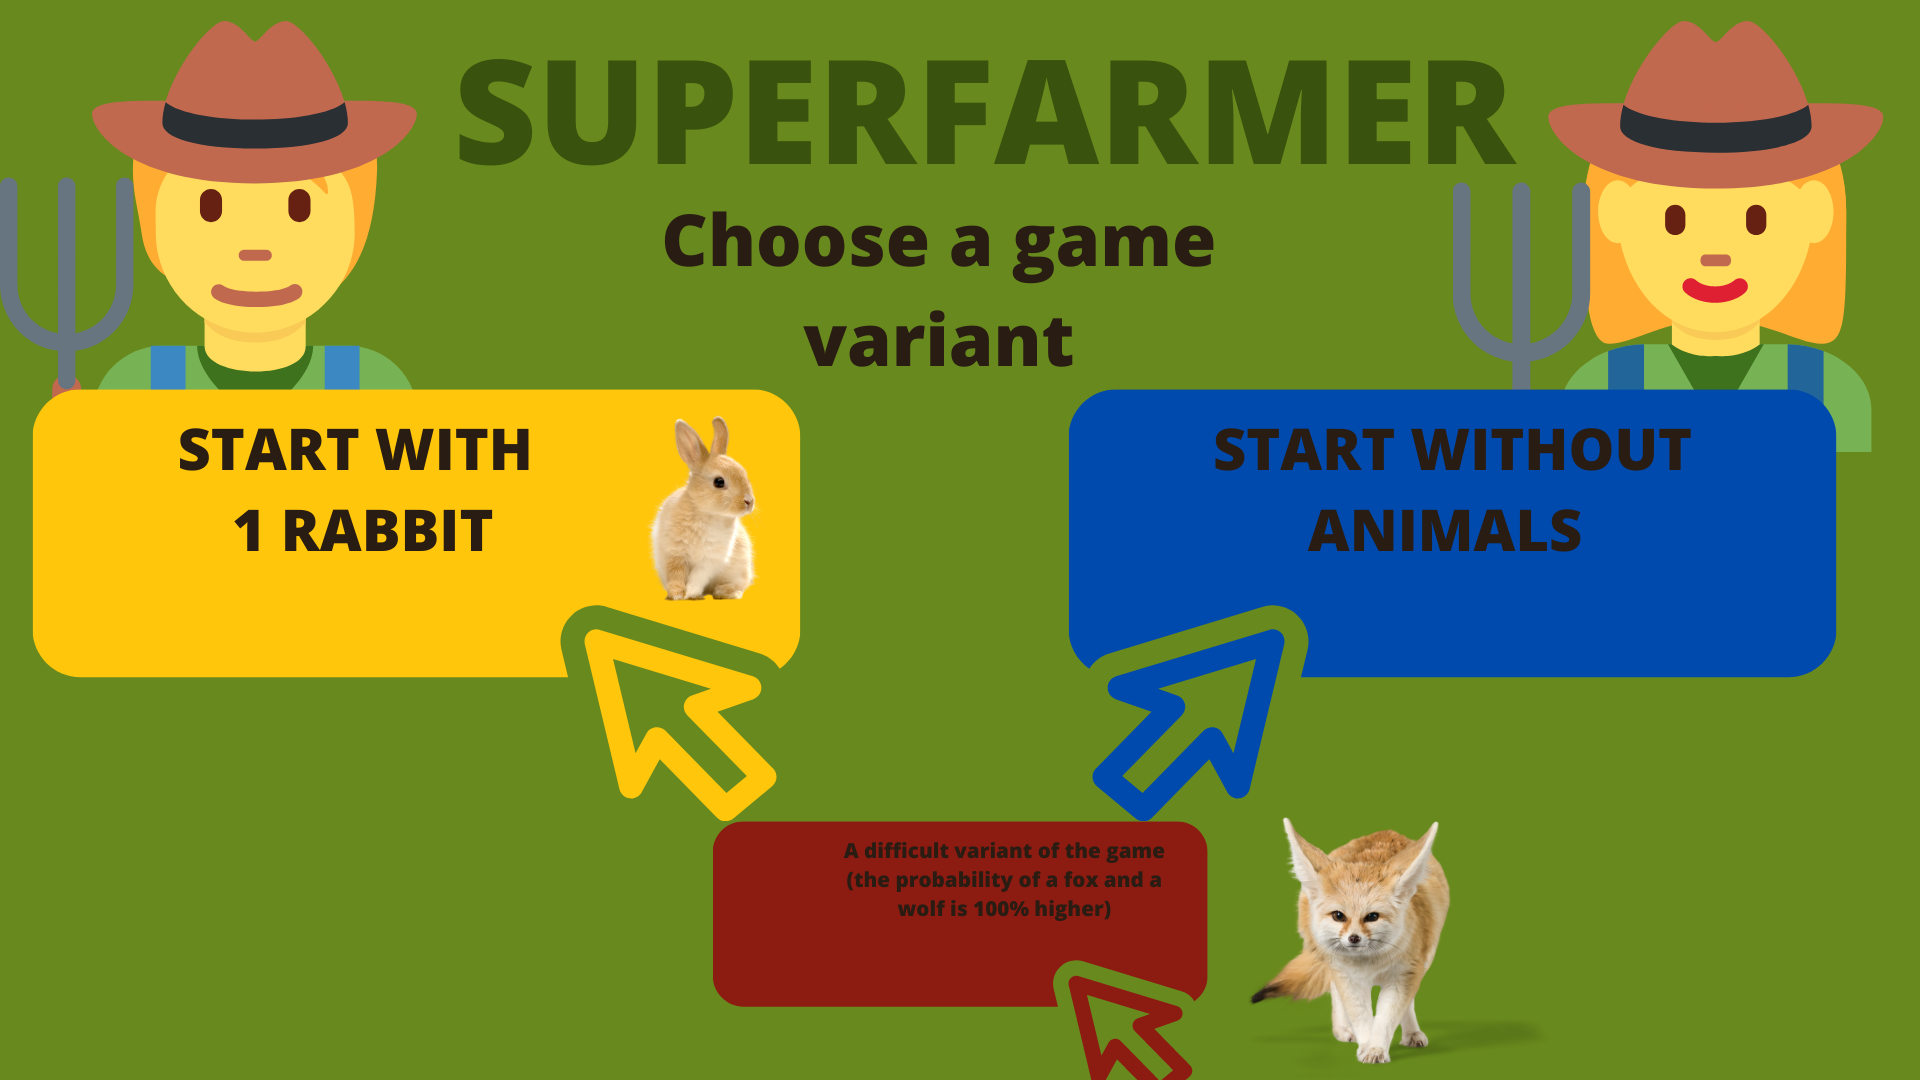 SUPERFARMER
Choose a game
variant
START WITH
1 RABBIT
START WITHOUT
ANIMALS
A difficult variant of the game
(the probability of a fox and a
wolf is 100% higher)